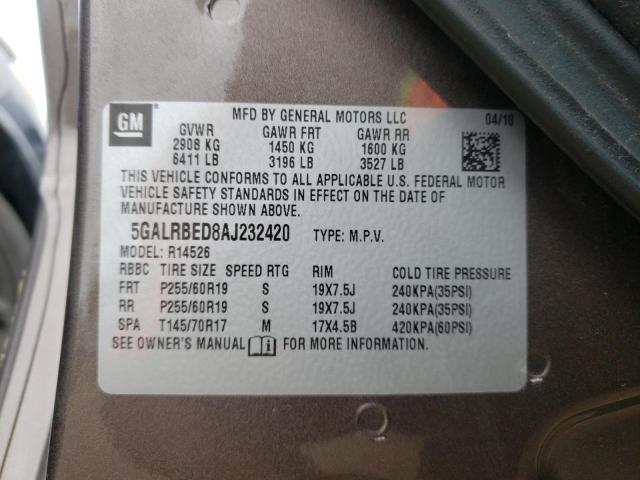 MFD BY GENERAL MOTORS LLC
04/10
GM
GVWR GAWR FRT GAWR RR
2908 KG 1450 KG 1600 KG
6411 LB 3196 LB 3527 LB
THIS VEHICLE CONFORMS TO ALL APPLICABLE U.S. FEDERAL MOTOR
VEHICLE SAFETY STANDARDS IN EFFECT ON THE DATE OF
MANUFACTURE SHOWN ABOVE.
5GALRBED8AJ232420 TYPE: M.P.V.
MODEL: R14526
RBBC TIRE SIZE SPEED RTG RIM COLD TIRE PRESSURE
FRT P255/60R19 S 19X7.5J 240KPA(35PSI)
RR P255/60R19 S 19X7.5J 240KPA(35PSI)
SPA T145/70R17 M 17X4.5B 420KPA(60PSI)
SEE OWNER'S MANUAL FOR MORE INFORMATION.